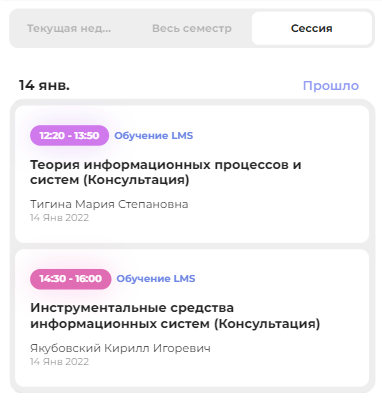 Текущая нед...
Весь семестр
Сессия
14 янв.
Прошло
12:20 - 13:50 Обучение LMS
Теория информационных процессов и
систем (Консультация)
Тигина Мария Степановна
14 Янв 2022
14:30 - 16:00 Обучение LMS
Инструментальные средства
информационных систем (Консультация)
Якубовский Кирилл Игоревич
14 Янв 2022